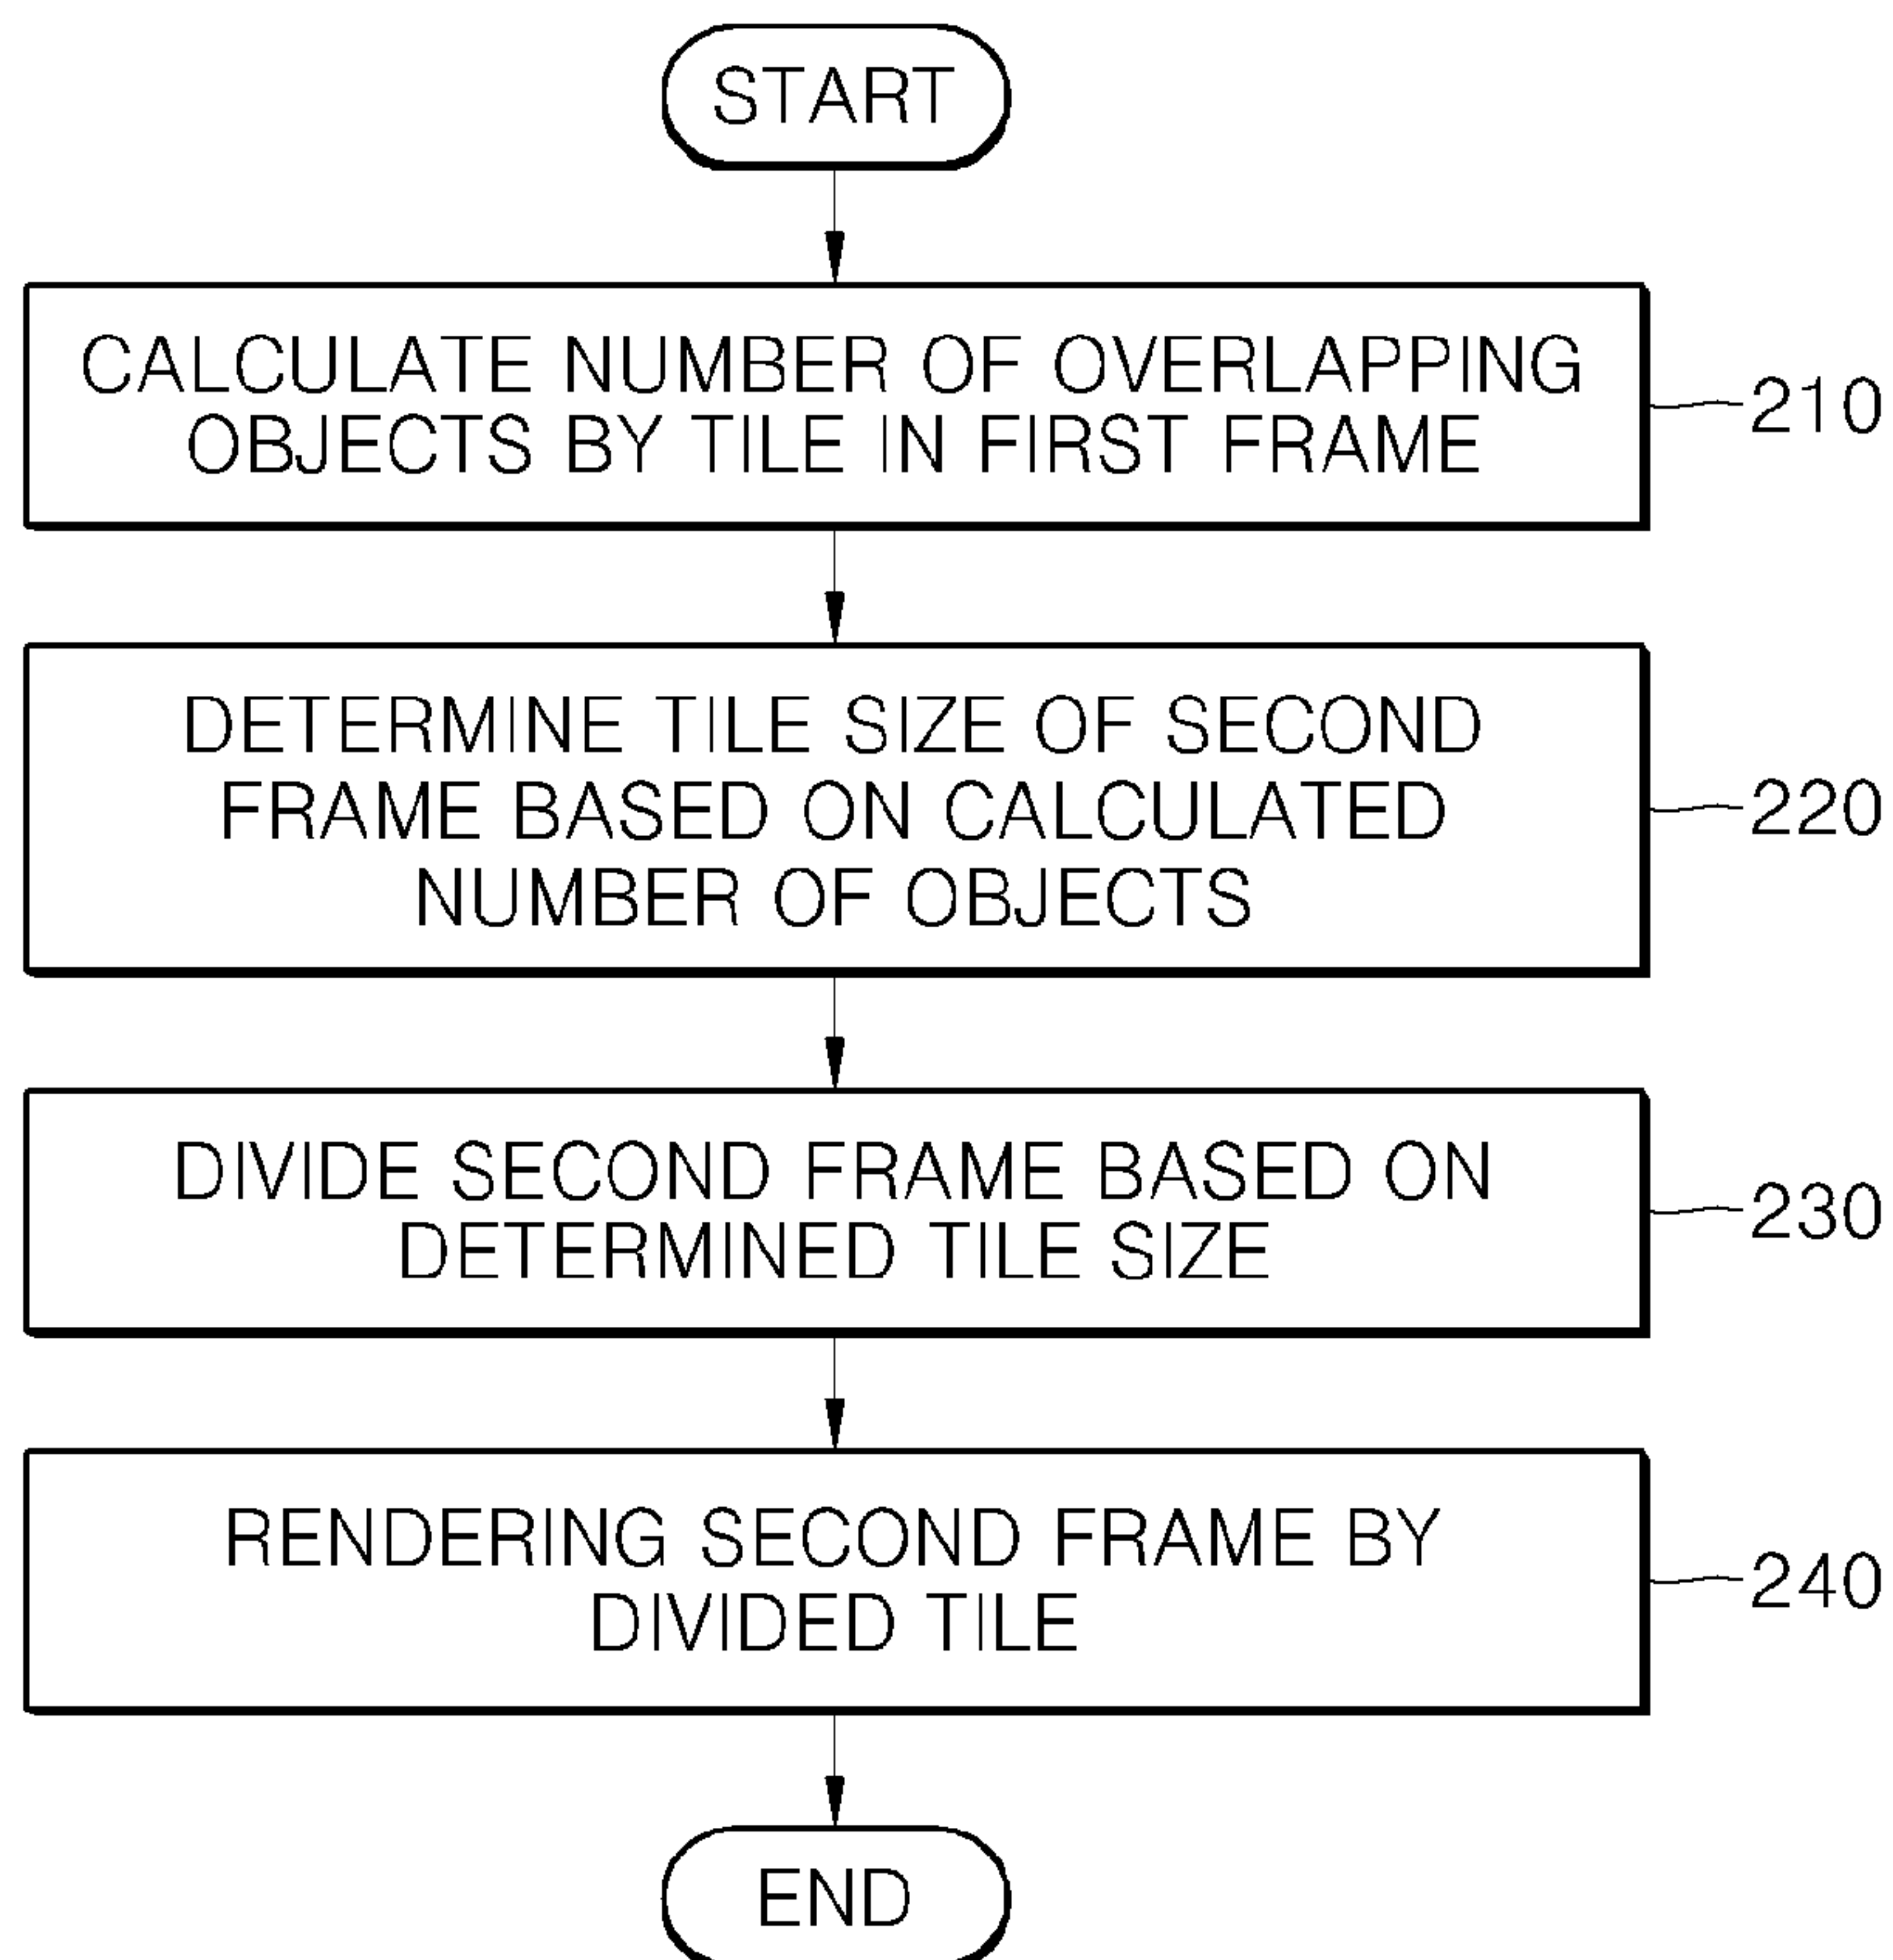 START
CALCULATE NUMBER OF OVERLAPPING
OBJECTS BY TILE IN FIRST FRAME
210
DETERMINE TILE SIZE OF SECOND
FRAME BASED ON CALCULATED
NUMBER OF OBJECTS
220
DIVIDE SECOND FRAME BASED ON
DETERMINED TILE SIZE
230
RENDERING SECOND FRAME BY
DIVIDED TILE
240
END